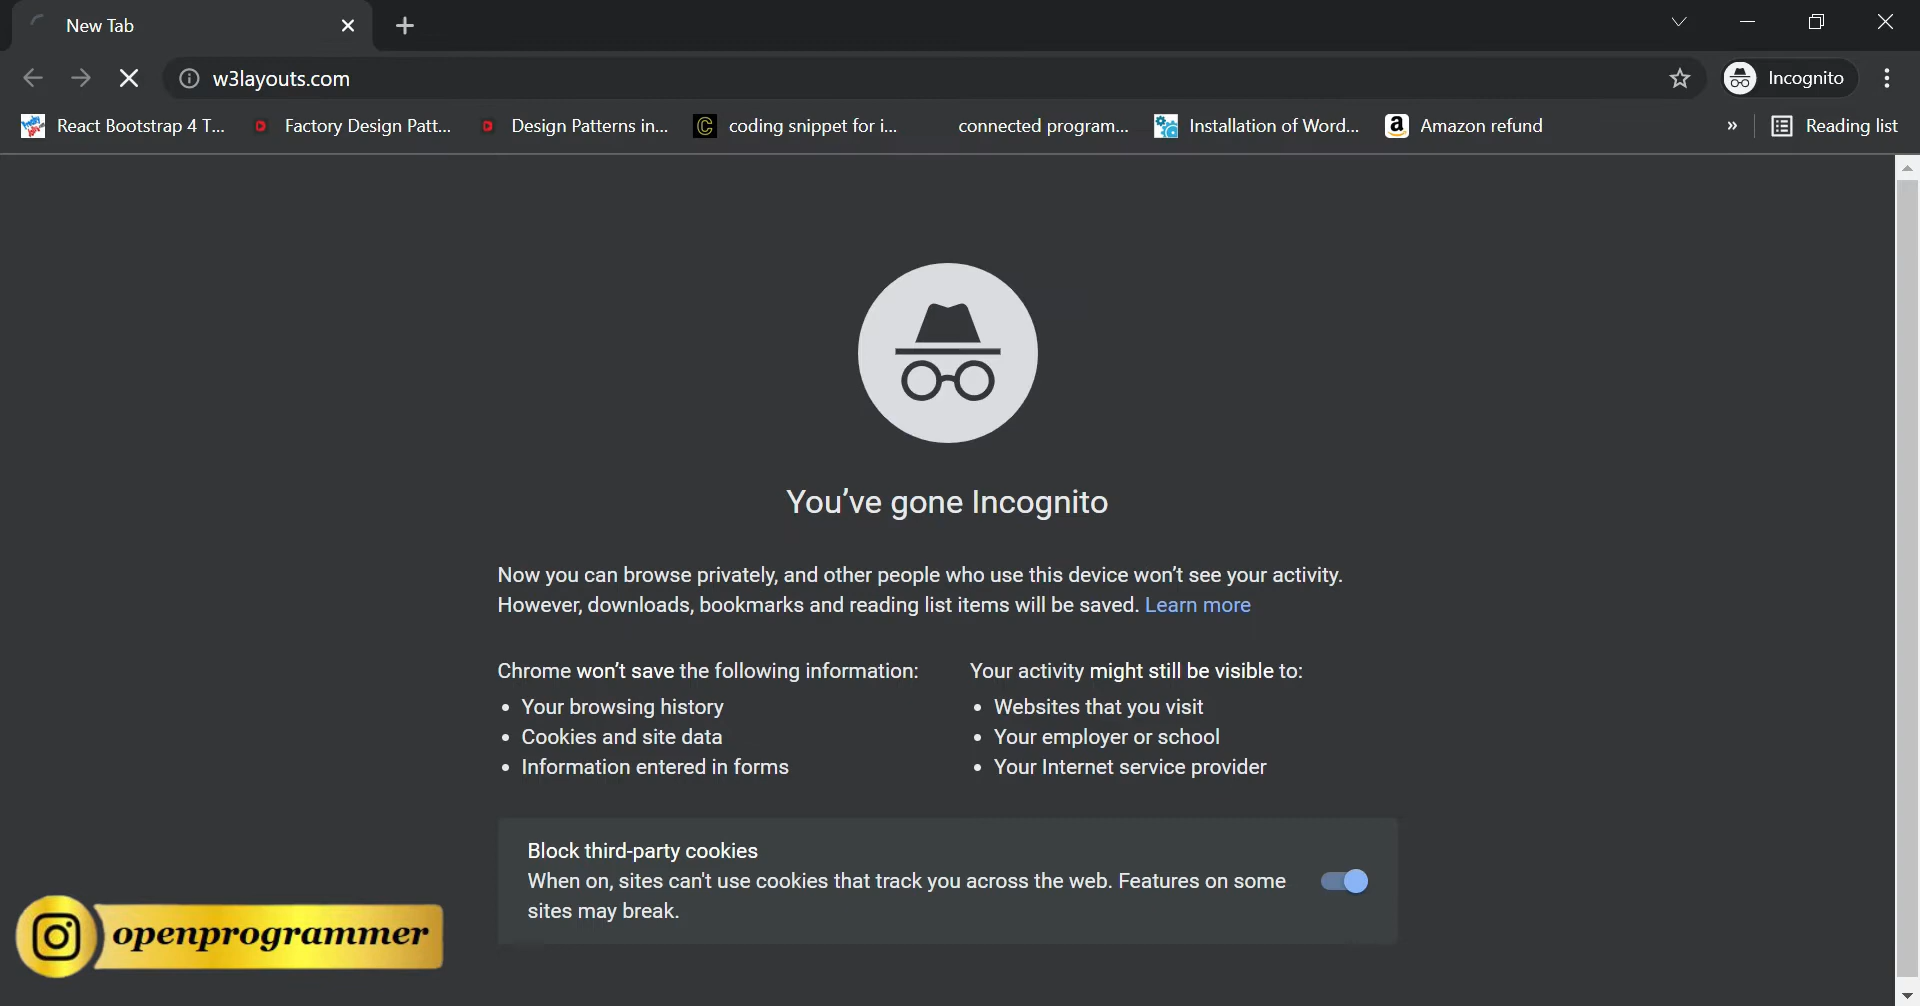 New Tab
w3layouts.com
Incognito
React Bootstrap 4 T...
Factory Design Patt...
Design Patterns in...
coding snippet for i...
connected program...
Installation of Word...
Amazon refund
»
Reading list
You've gone Incognito
Now you can browse privately, and other people who use this device won't see your activity.
However, downloads, bookmarks and reading list items will be saved. Learn more
Chrome won't save the following information:
• Your browsing history
• Cookies and site data
• Information entered in forms
Your activity might still be visible to:
• Websites that you visit
• Your employer or school
• Your Internet service provider
Block third-party cookies
When on, sites can't use cookies that track you across the web. Features on some
sites may break.
openprogrammer